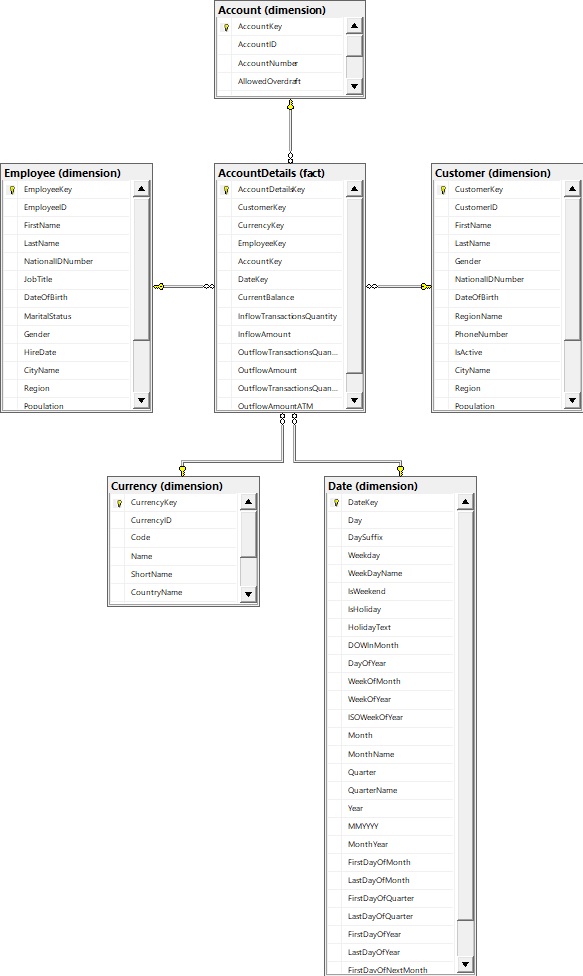 Account (dimension)
AccountKey
AccountID
AccountNumber
AllowedOverdraft
Employee (dimension)
EmployeeKey
EmployeeID
FirstName
LastName
NationalIDNumber
JobTitle
DateOfBirth
MaritalStatus
Gender
HireDate
CityName
Region
Population
AccountDetails (fact)
AccountDetailsKey
CustomerKey
CurrencyKey
EmployeeKey
AccountKey
DateKey
CurrentBalance
InflowTransactionsQuantity
InflowAmount
OutflowTransactionsQuan...
OutflowAmount
OutflowTransactionsQuan...
OutflowAmountATM
Customer (dimension)
CustomerKey
CustomerID
FirstName
LastName
Gender
NationalIDNumber
DateOfBirth
RegionName
PhoneNumber
IsActive
CityName
Region
Population
Currency (dimension)
CurrencyKey
CurrencyID
Code
Name
ShortName
CountryName
Date (dimension)
DateKey
Day
DaySuffix
Weekday
WeekDayName
IsWeekend
IsHoliday
HolidayText
DOWInMonth
DayOfYear
WeekOfMonth
WeekOfYear
ISOWeekOfYear
Month
MonthName
Quarter
QuarterName
Year
MMYYYY
MonthYear
FirstDayOfMonth
LastDayOfMonth
FirstDayOfQuarter
LastDayOfQuarter
FirstDayOfYear
LastDayOfYear
FirstDayOfNextMonth